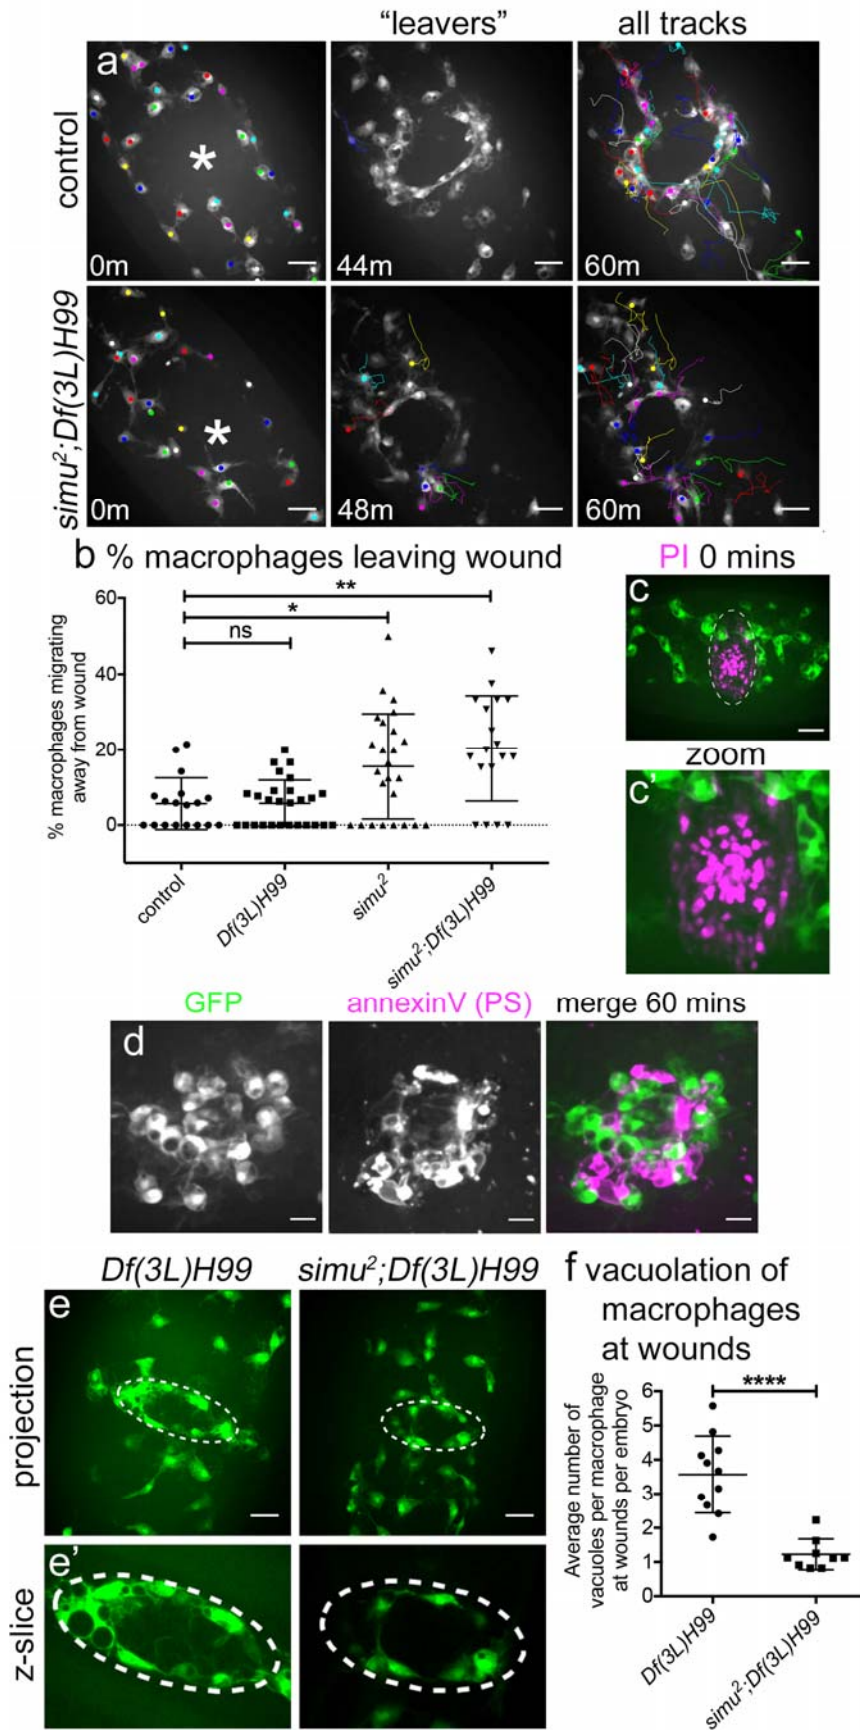 "leavers" all tracks
control
a
*
0m
44m
60m
simu²;Df(3L)H99
*
0m
48m
60m
b % macrophages leaving wound
% macrophages migrating
away from wound
60
40
20
0
**
*
ns
control
Df(3L)H99
simu²
simu²;Df(3L)H99
PI 0 mins
c
zoom
c'
GFP annexinV (PS) merge 60 mins
d
Df(3L)H99 simu²;Df(3L)H99
projection
e
z-slice
e'
f vacuolation of
macrophages
at wounds
Average number of
vacuoles per macrophage
at wounds per embryo
6
5
4
3
2
1
0
****
Df(3L)H99
simu²;Df(3L)H99